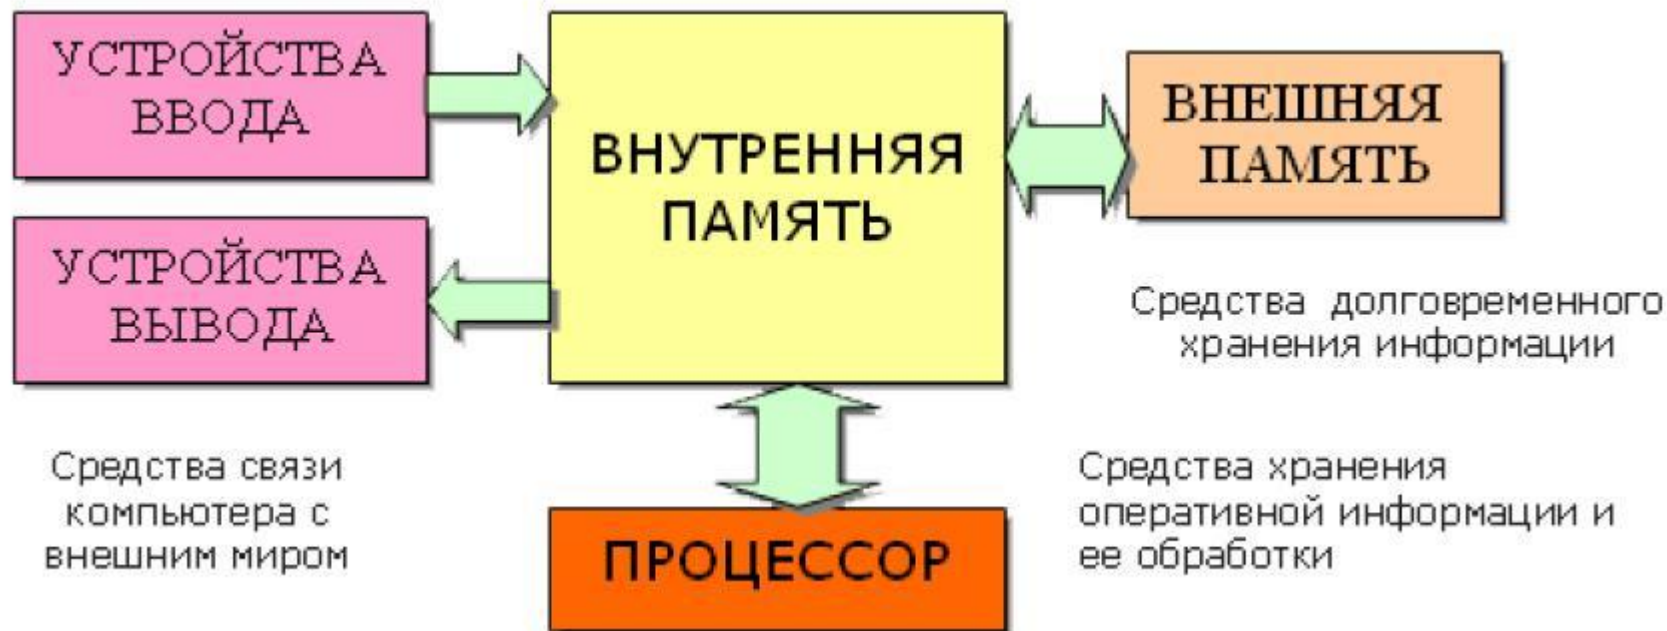 УСТРОЙСТВА
ВВОДА
УСТРОЙСТВА
ВЫВОДА
ВНУТРЕННЯЯ
ПАМЯТЬ
ВНЕШНЯЯ
ПАМЯТЬ
Средства долговременного
хранения информации
Средства связи
компьютера с
внешним миром
ПРОЦЕССОР
Средства хранения
оперативной информации и
ее обработки